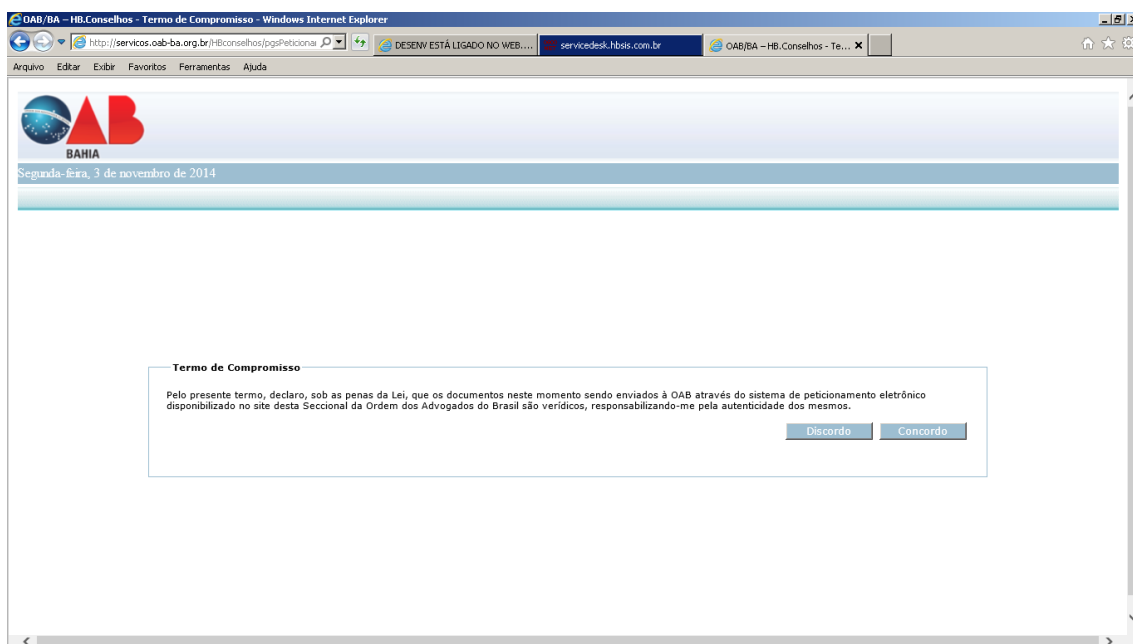 OAB/BA – HB.Conselhos - Termo de Compromisso - Windows Internet Explorer
http://servicos.oab-ba.org.br/HBconselhos/pgsPeticiona
DESENV ESTÁ LIGADO NO WEB....
servicedesk.hbsis.com.br
OAB/BA – HB.Conselhos - Te...
Arquivo Editar Exibir Favoritos Ferramentas Ajuda
OAB
BAHIA
Segunda-feira, 3 de novembro de 2014
Termo de Compromisso
Pelo presente termo, declaro, sob as penas da Lei, que os documentos neste momento sendo enviados à OAB através do sistema de peticionamento eletrônico
disponibilizado no site desta Seccional da Ordem dos Advogados do Brasil são verídicos, responsabilizando-me pela autenticidade dos mesmos.
Discordo Concordo